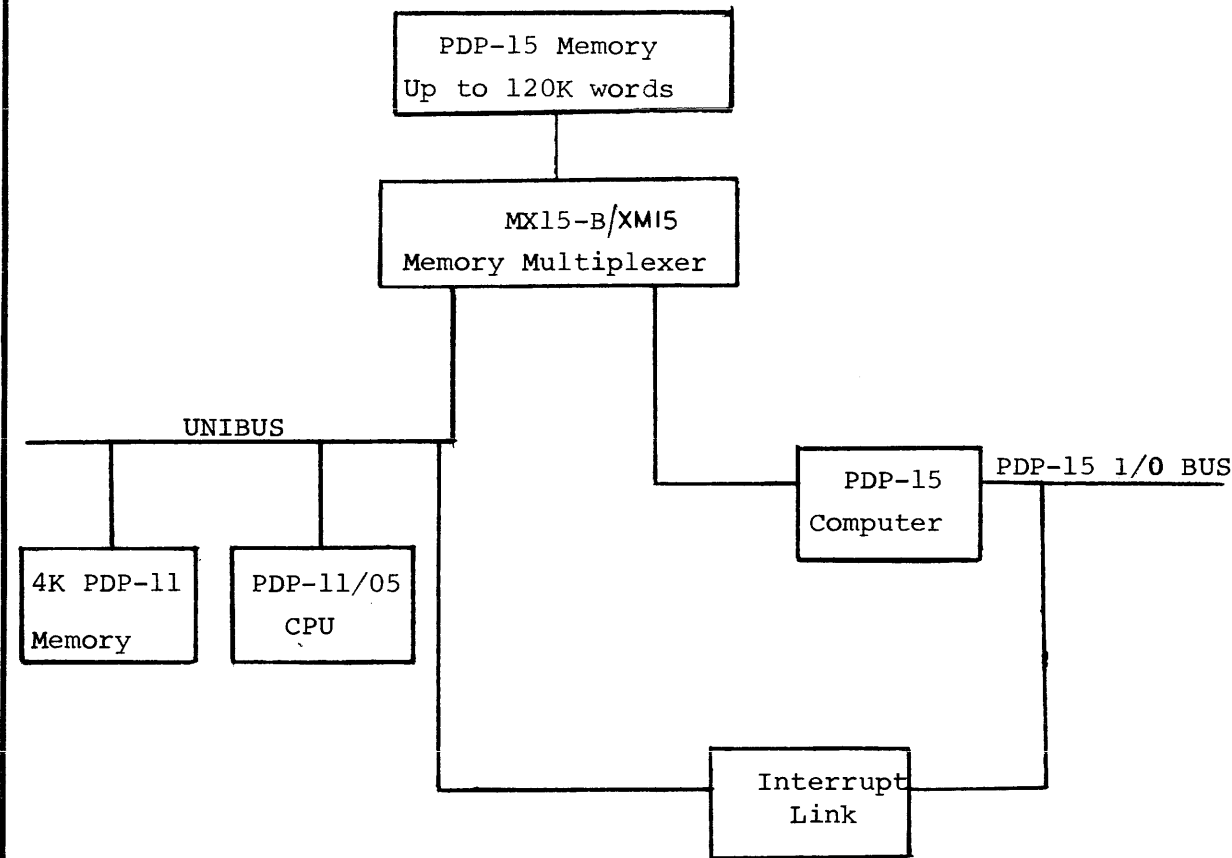 PDP-15 Memory
Up to 120K words
MX15-B/XM15
Memory Multiplexer
UNIBUS
PDP-15 I/O BUS
PDP-15
Computer
4K PDP-11
Memory
PDP-11/05
CPU
Interrupt
Link